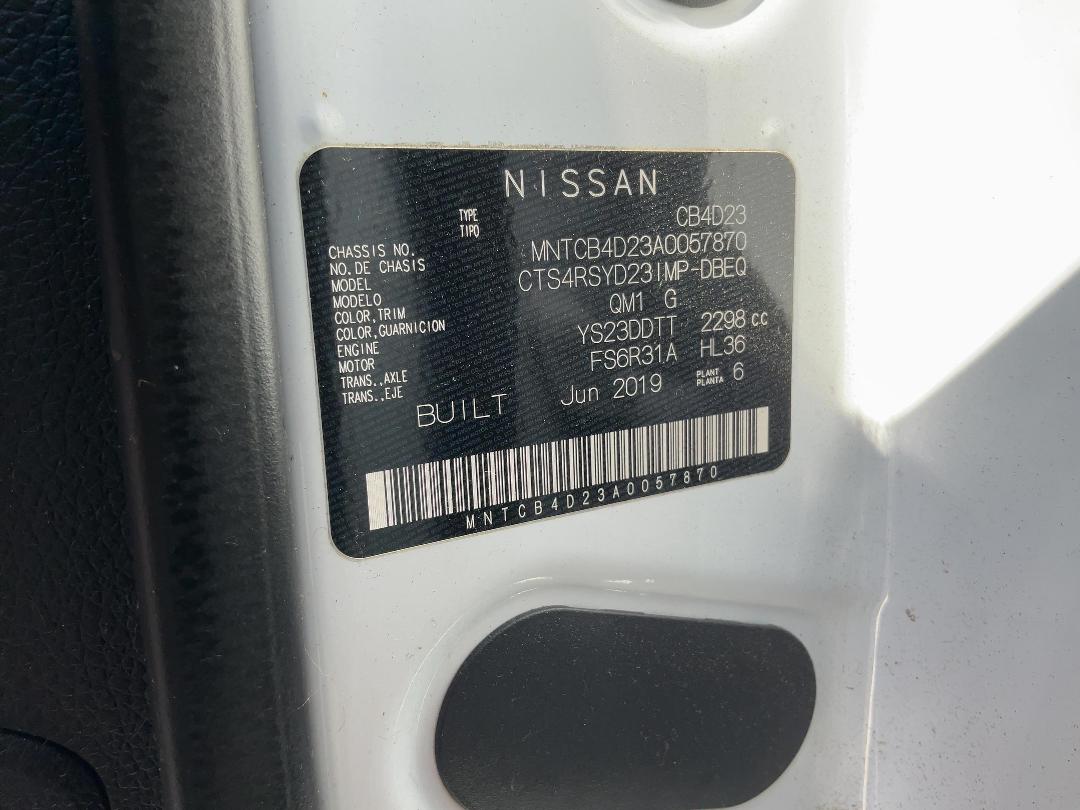 NISSAN
TYPE
TIPO
CB4D23
CHASSIS NO.
NO.DE CHASIS
MNTCB4D23A0057870
MODEL
MODELO
CTS4RSYD23IMP-DBEQ
COLOR,TRIM
COLOR,GUARNICION
QM1 G
ENGINE
MOTOR
YS23DDTT 2298 CC
TRANS.,AXLE
TRANS.,EJE
FS6R31A HL36
BUILT Jun 2019
PLANT
PLANTA
6
MNTCB4D23A0057870